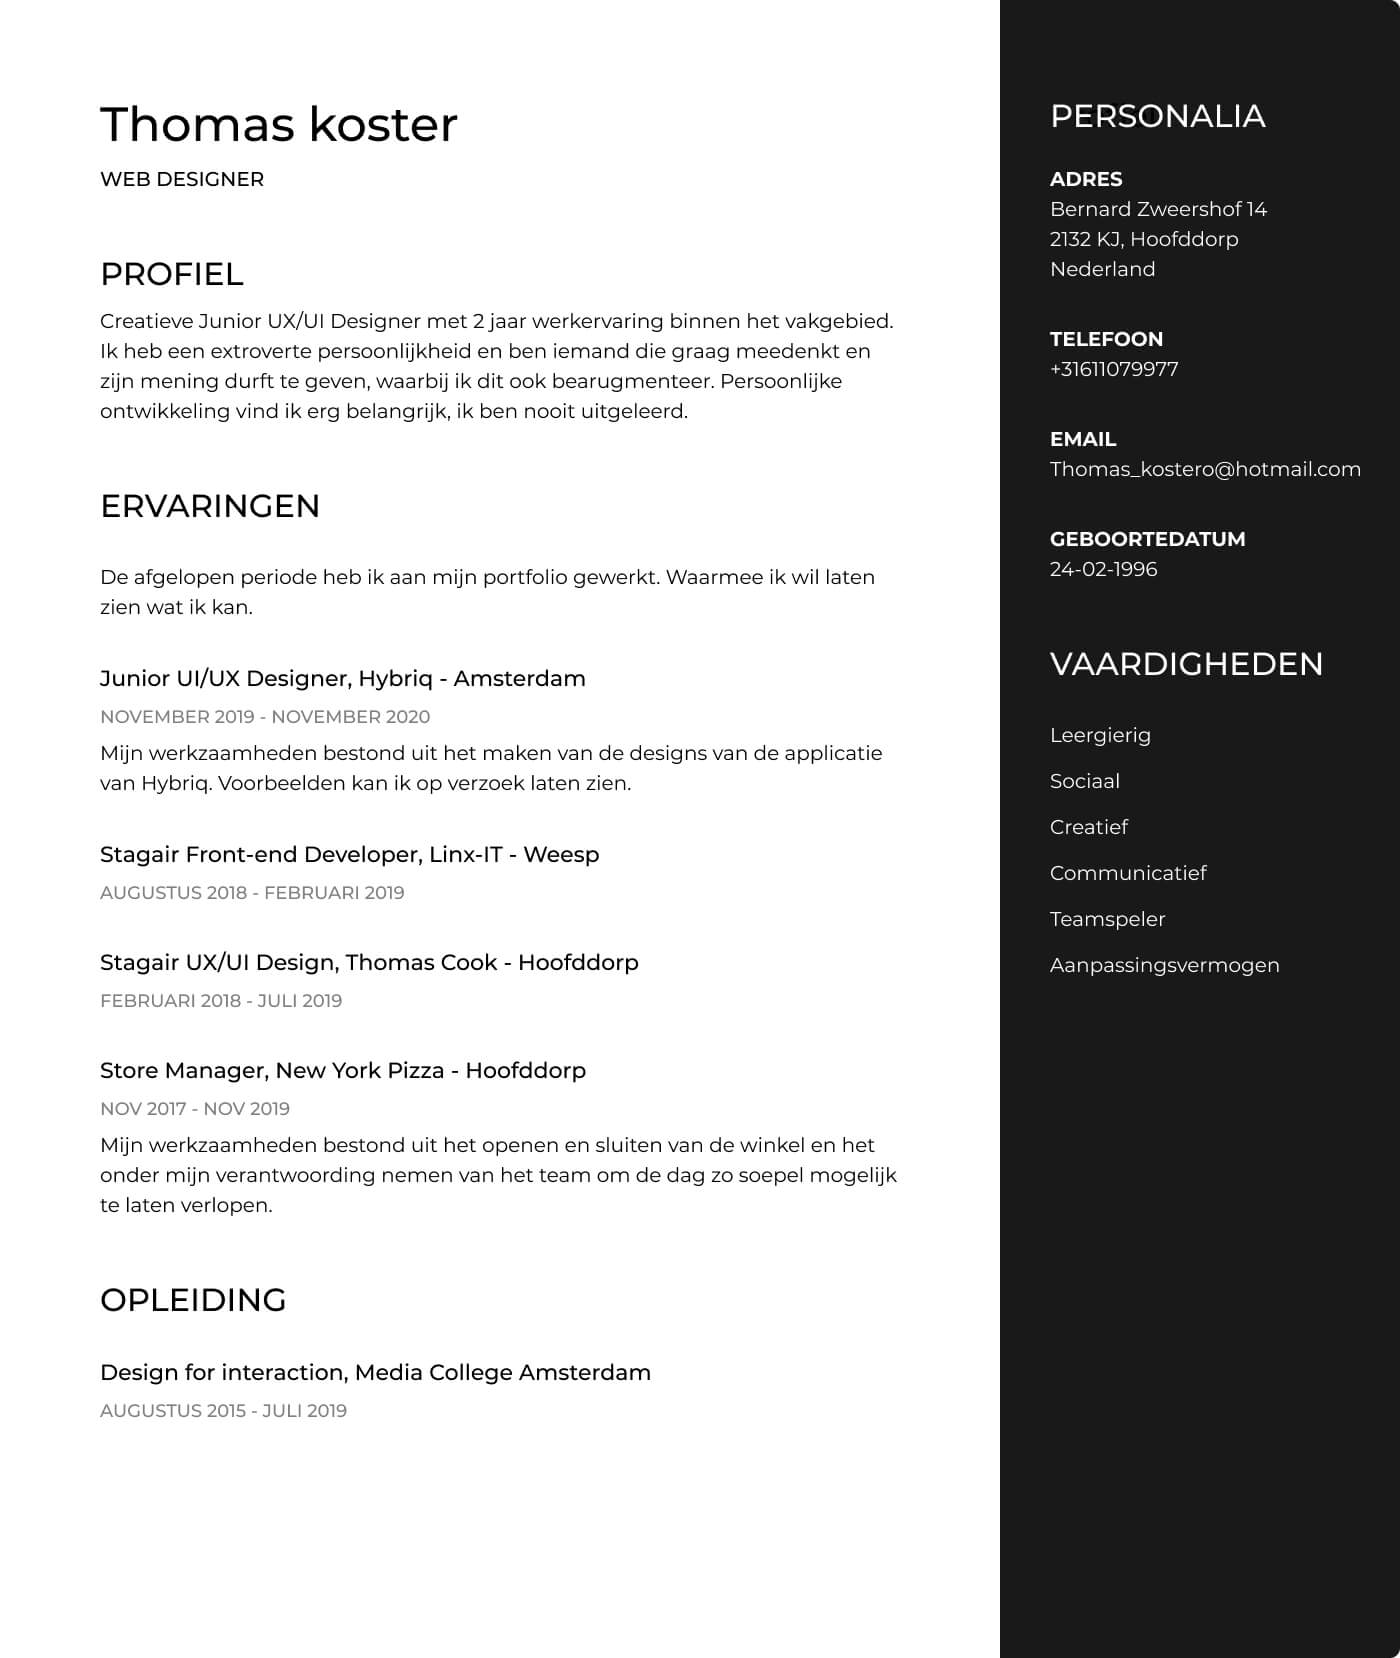 Thomas koster
WEB DESIGNER
PROFIEL
Creatieve Junior UX/UI Designer met 2 jaar werkervaring binnen het vakgebied.
Ik heb een extroverte persoonlijkheid en ben iemand die graag meedenkt en
zijn mening durft te geven, waarbij ik dit ook bearugmenteer. Persoonlijke
ontwikkeling vind ik erg belangrijk, ik ben nooit uitgeleerd.
ERVARINGEN
De afgelopen periode heb ik aan mijn portfolio gewerkt. Waarmee ik wil laten
zien wat ik kan.
Junior UI/UX Designer, Hybriq - Amsterdam
NOVEMBER 2019 - NOVEMBER 2020
Mijn werkzaamheden bestond uit het maken van de designs van de applicatie
van Hybriq. Voorbeelden kan ik op verzoek laten zien.
Stagair Front-end Developer, Linx-IT - Weesp
AUGUSTUS 2018 - FEBRUARI 2019
Stagair UX/UI Design, Thomas Cook - Hoofddorp
FEBRUARI 2018 - JULI 2019
Store Manager, New York Pizza - Hoofddorp
NOV 2017 - NOV 2019
Mijn werkzaamheden bestond uit het openen en sluiten van de winkel en het
onder mijn verantwoording nemen van het team om de dag zo soepel mogelijk
te laten verlopen.
OPLEIDING
Design for interaction, Media College Amsterdam
AUGUSTUS 2015 - JULI 2019
PERSONALIA
ADRES
Bernard Zweershof 14
2132 KJ, Hoofddorp
Nederland
TELEFOON
+31611079977
EMAIL
Thomas_kostero@hotmail.com
GEBOORTEDATUM
24-02-1996
VAARDIGHEDEN
Leergierig
Sociaal
Creatief
Communicatief
Teamspeler
Aanpassingsvermogen